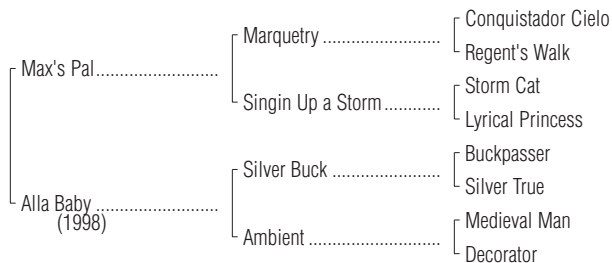 Conquistador Cielo
Marquetry
Regent's Walk
Max's Pal
Storm Cat
Singin Up a Storm
Lyrical Princess
Buckpasser
Silver Buck
Silver True
Alla Baby
(1998)
Medieval Man
Ambient
Decorator